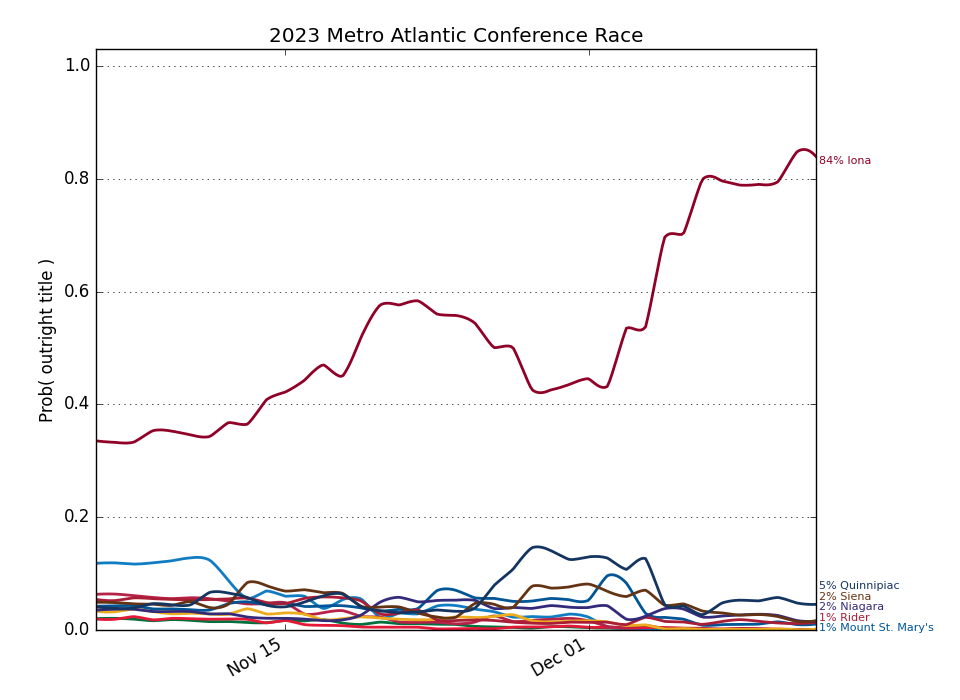 2023 Metro Atlantic Conference Race
Prob( outright title )
1.0
0.8
0.6
0.4
0.2
0.0
Nov 15
Dec 01
84% Iona
5% Quinnipiac
2% Siena
2% Niagara
1% Rider
1% Mount St. Mary's